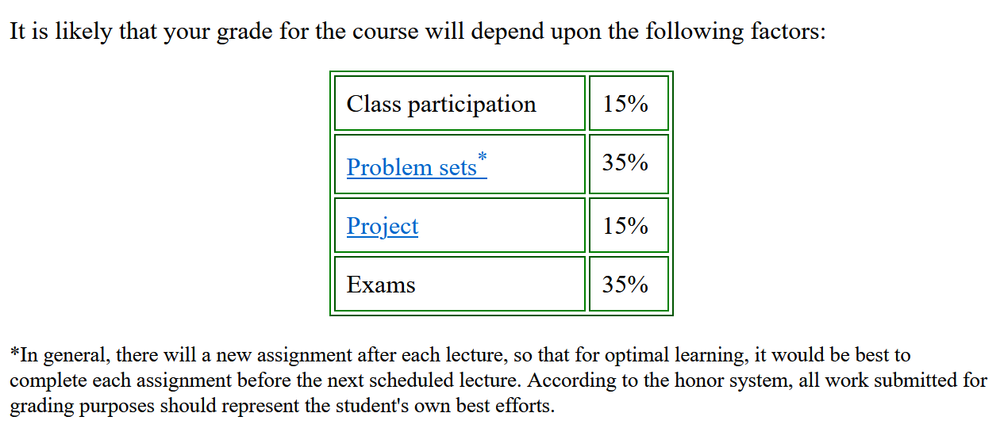 It is likely that your grade for the course will depend upon the following factors:
Class participation 15%
Problem sets* 35%
Project 15%
Exams 35%
*In general, there will a new assignment after each lecture, so that for optimal learning, it would be best to
complete each assignment before the next scheduled lecture. According to the honor system, all work submitted for
grading purposes should represent the student's own best efforts.